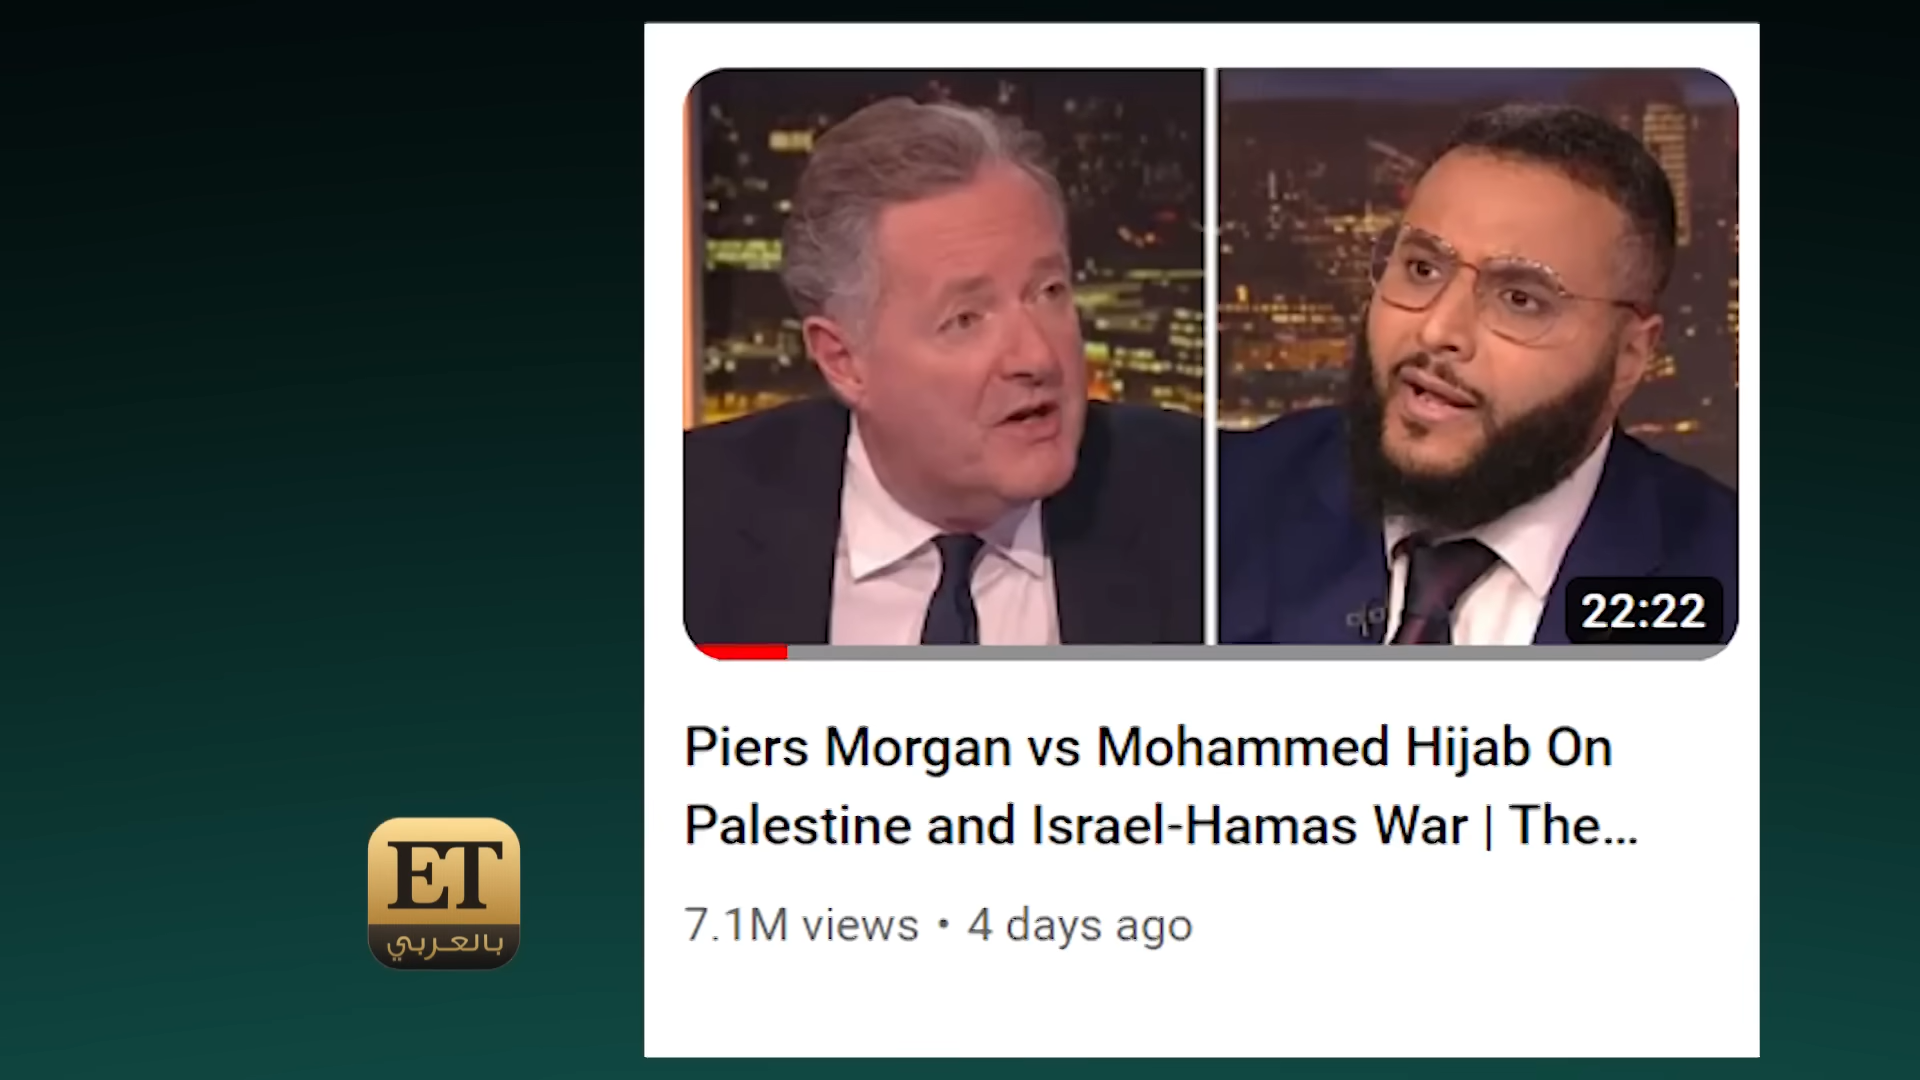 22:22
Piers Morgan vs Mohammed Hijab On
Palestine and Israel-Hamas War | The...
7.1M views • 4 days ago
ET
بالعربي